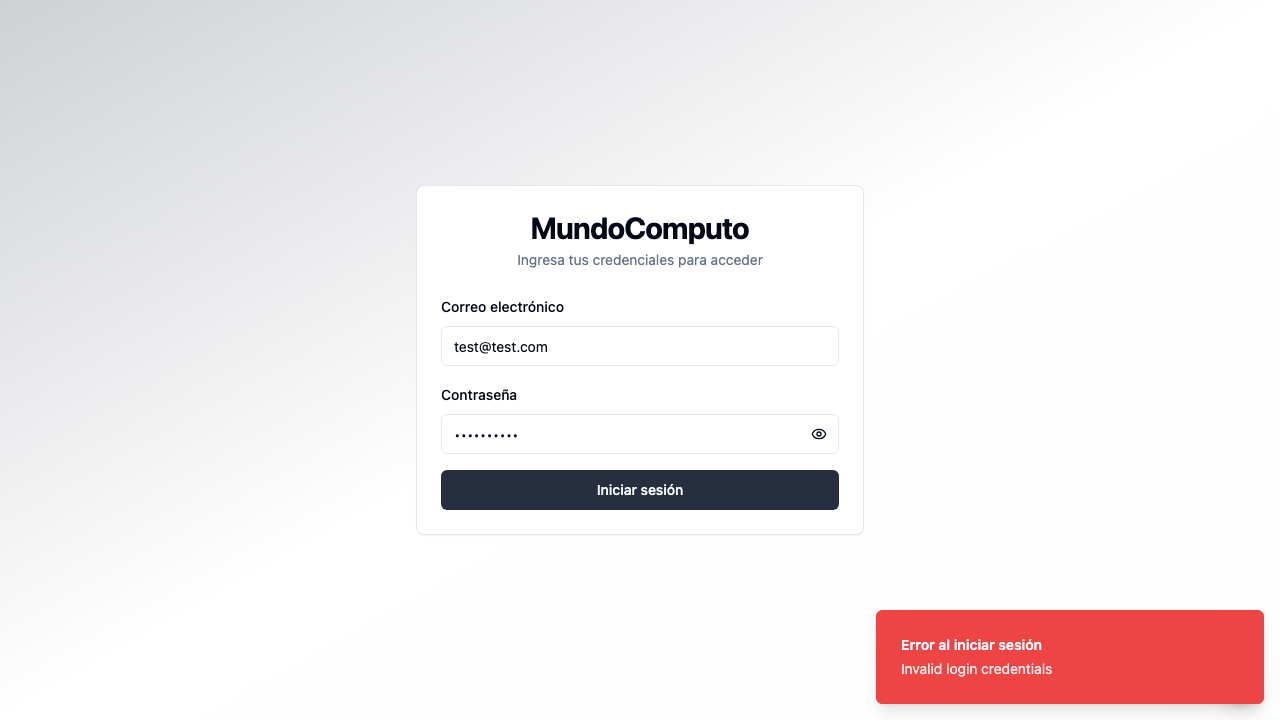 MundoComputo
Ingresa tus credenciales para acceder
Correo electrónico
test@test.com
Contraseña
••••••••••
Iniciar sesión
Error al iniciar sesión
Invalid login credentials